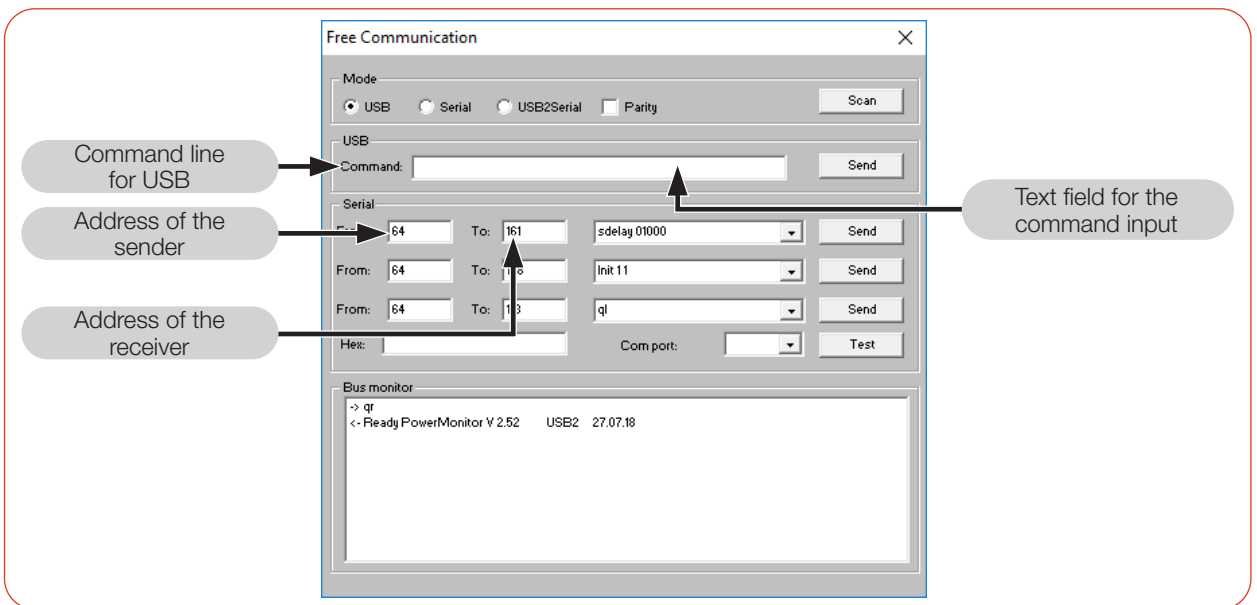 Free Communication
Mode
USB Serial USB2Serial Parity Scan
USB
Command line
for USB
Command: Send
Text field for the
command input
Serial
Address of the
sender
64 To: 161 sdelay 01000 Send
From: 64 To: Init 11 Send
From: 64 To: ql Send
Address of the
receiver
Hex: Com port: Test
Bus monitor
-> qr
<- Ready PowerMonitor V 2.52 USB2 27.07.18